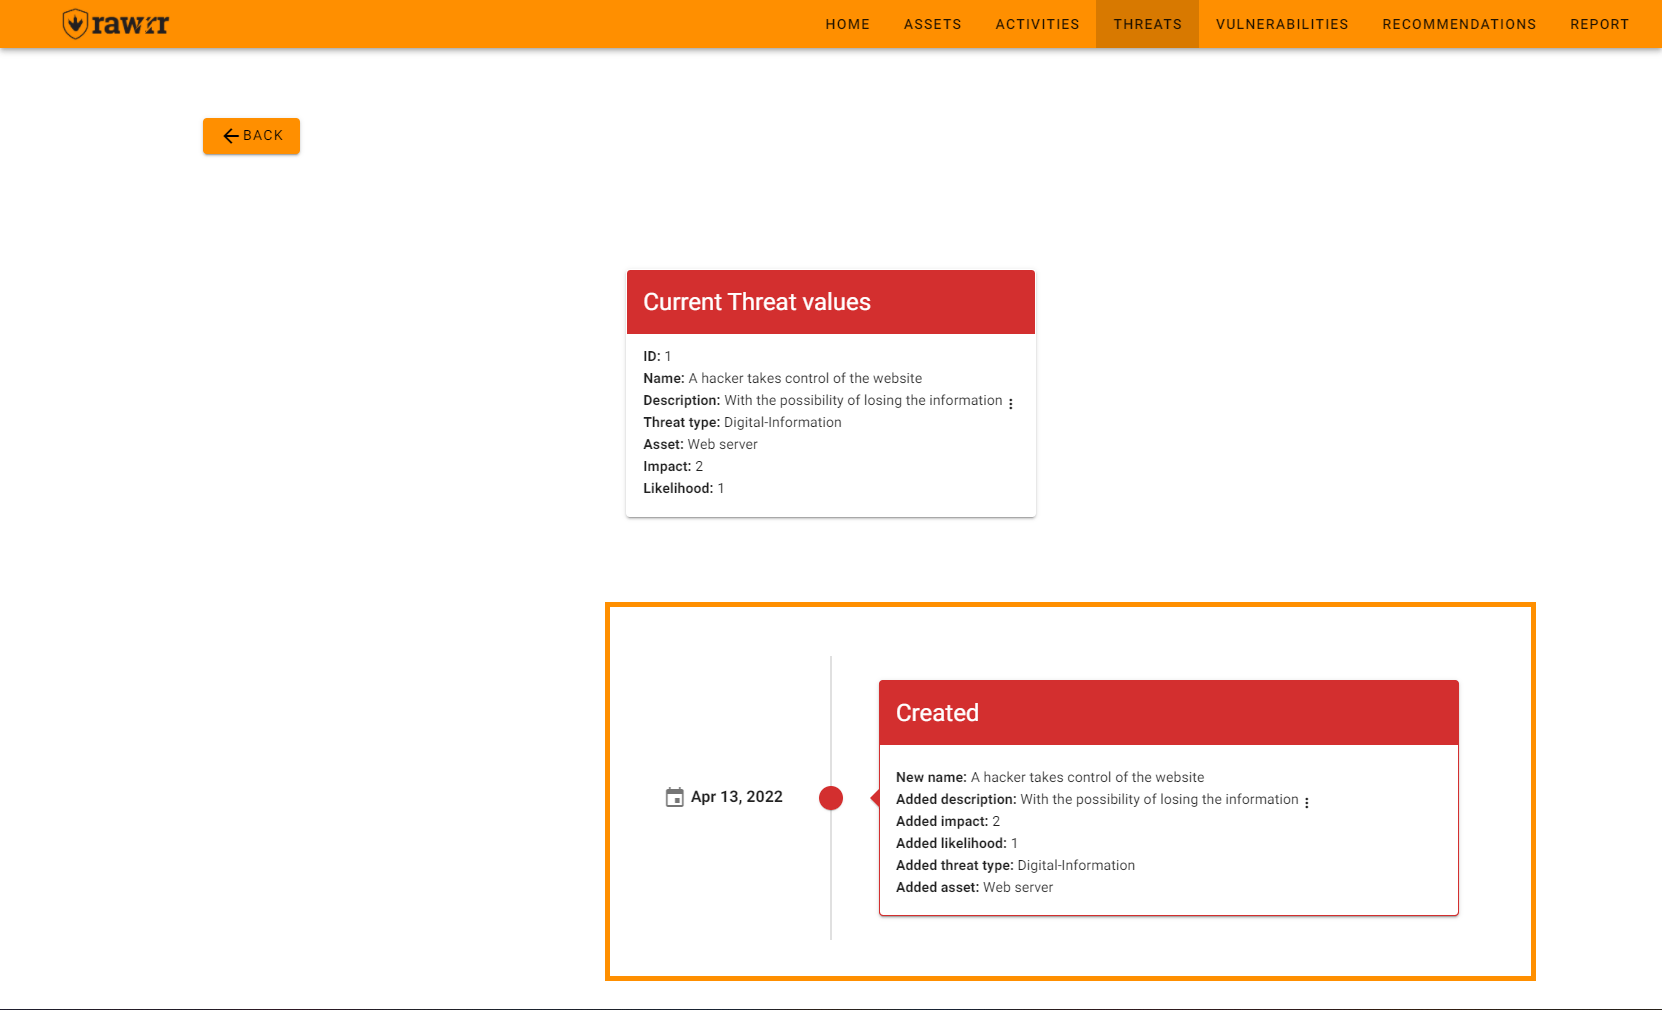 rawrr
HOME ASSETS ACTIVITIES THREATS VULNERABILITIES RECOMMENDATIONS REPORT
BACK
Current Threat values
ID: 1
Name: A hacker takes control of the website
Description: With the possibility of losing the information
Threat type: Digital-Information
Asset: Web server
Impact: 2
Likelihood: 1
Created
Apr 13, 2022
New name: A hacker takes control of the website
Added description: With the possibility of losing the information
Added impact: 2
Added likelihood: 1
Added threat type: Digital-Information
Added asset: Web server